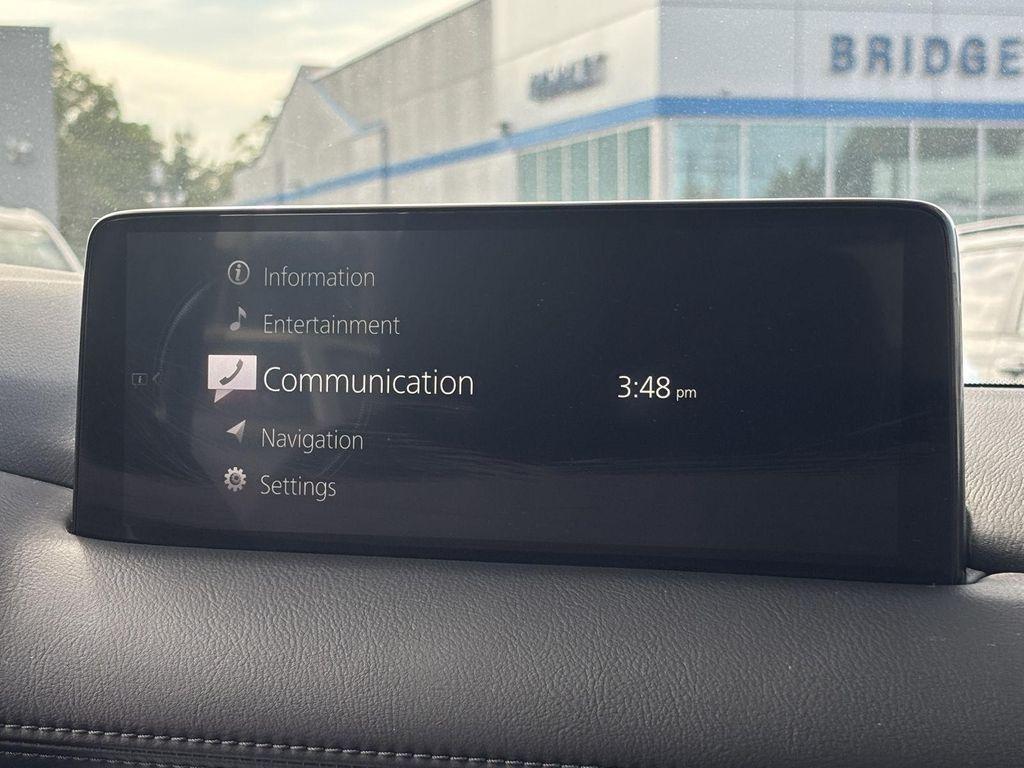 BRIDGE
Information
Entertainment
Communication
3:48 pm
Navigation
Settings